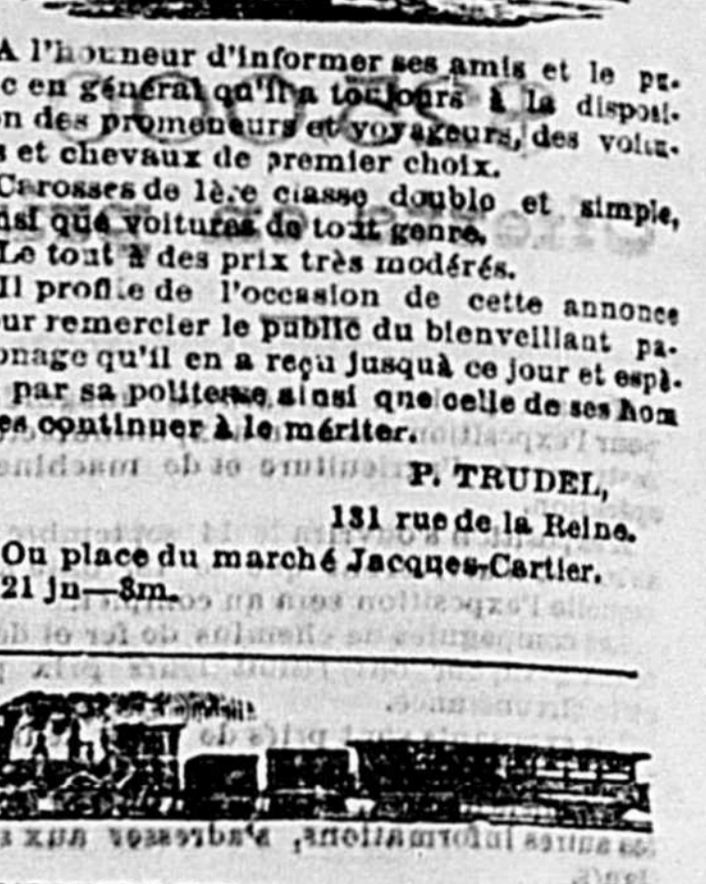 A l'honneur d'informer ses amis et le pu-
c en général qu'il a toujours à la disposi-
on des promeneurs et voyageurs, des voitu-
s et chevaux de premier choix.
Carosses de 1ère classe double et simple,
nsi que voitures de tout genre.
Le tout à des prix très modérés.
Il profite de l'occasion de cette annonce
ur remercier le public du bienveillant pa-
onage qu'il en a reçu jusquà ce jour et espè-
par sa politesse ainsi que celle de ses hom
es continuer à le mériter.
P. TRUDEL,
131 rue de la Reine.
Ou place du marché Jacques-Cartier.
21 jn—3m.